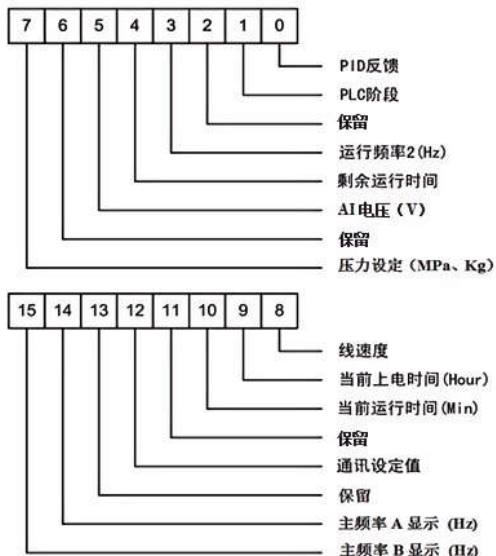 7 6 5 4 3 2 1 0
PID反馈
PLC阶段
保留
运行频率2(Hz)
剩余运行时间
AI电压（V）
保留
压力设定（MPa、Kg）
15 14 13 12 11 10 9 8
线速度
当前上电时间(Hour)
当前运行时间(Min)
保留
通讯设定值
保留
主频率 A 显示 (Hz)
主频率 B 显示 (Hz)